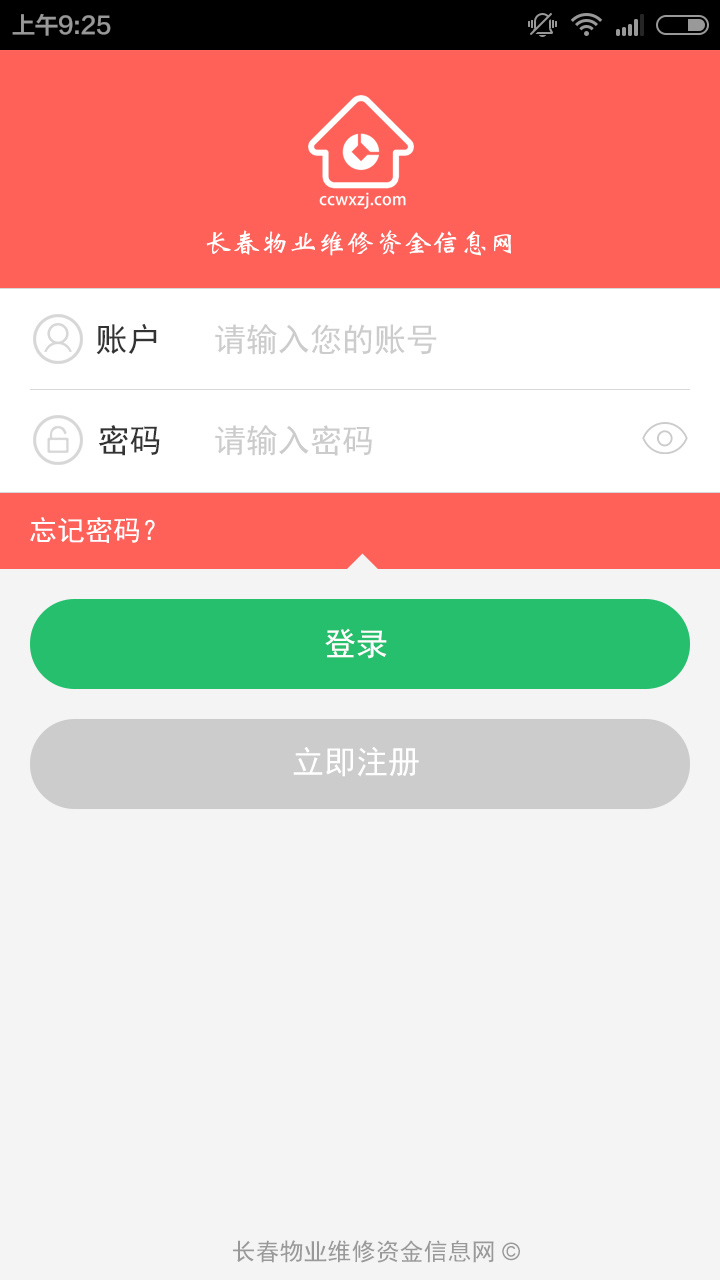 上午9:25
ccwxzj.com
长春物业维修资金信息网
账户 请输入您的账号
密码 请输入密码
忘记密码?
登录
立即注册
长春物业维修资金信息网 ©